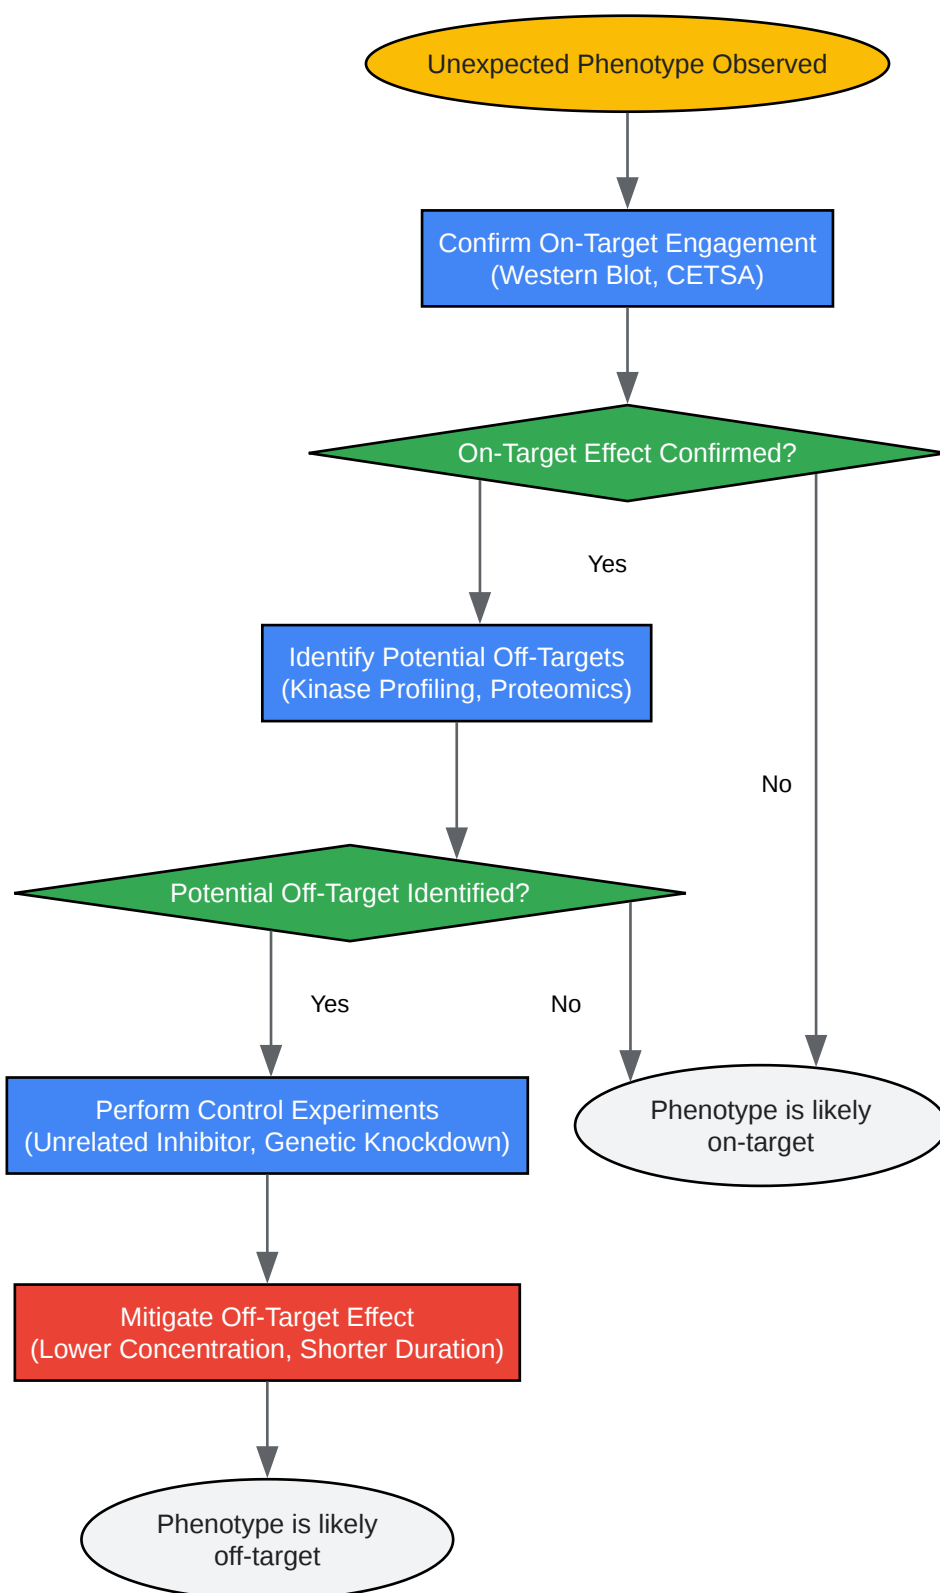 Unexpected Phenotype Observed
Confirm On-Target Engagement
(Western Blot, CETSA)
On-Target Effect Confirmed?
Yes
Identify Potential Off-Targets
(Kinase Profiling, Proteomics)
No
Potential Off-Target Identified?
Yes
No
Perform Control Experiments
(Unrelated Inhibitor, Genetic Knockdown)
Phenotype is likely
on-target
Mitigate Off-Target Effect
(Lower Concentration, Shorter Duration)
Phenotype is likely
off-target